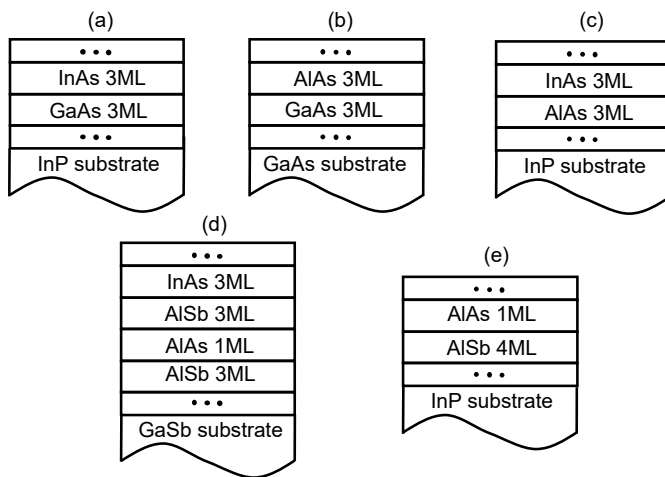 (a)
• • •
InAs 3ML
GaAs 3ML
• • •
InP substrate
(b)
• • •
AlAs 3ML
GaAs 3ML
• • •
GaAs substrate
(c)
• • •
InAs 3ML
AlAs 3ML
• • •
InP substrate
(d)
• • •
InAs 3ML
AlSb 3ML
AlAs 1ML
AlSb 3ML
• • •
GaSb substrate
(e)
• • •
AlAs 1ML
AlSb 4ML
• • •
InP substrate